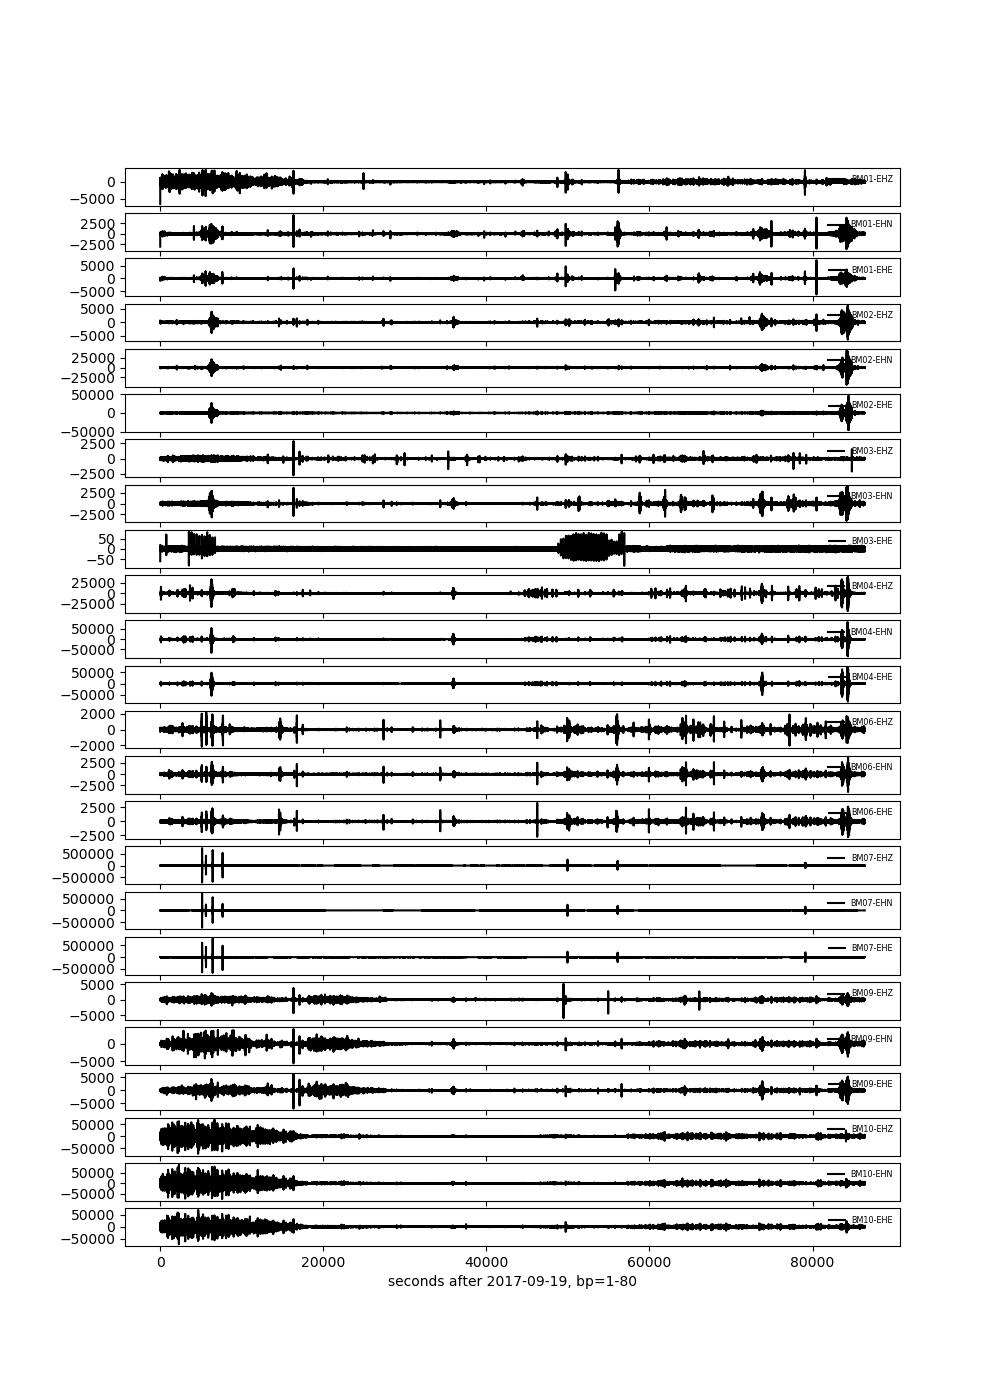 0
−5000
BM01-EHZ
2500
0
−2500
BM01-EHN
5000
0
−5000
BM01-EHE
5000
0
−5000
BM02-EHZ
25000
0
−25000
BM02-EHN
50000
0
−50000
BM02-EHE
2500
0
−2500
BM03-EHZ
2500
0
−2500
BM03-EHN
50
0
−50
BM03-EHE
25000
0
−25000
BM04-EHZ
50000
0
−50000
BM04-EHN
50000
0
−50000
BM04-EHE
2000
0
−2000
BM06-EHZ
2500
0
−2500
BM06-EHN
2500
0
−2500
BM06-EHE
500000
0
−500000
BM07-EHZ
500000
0
−500000
BM07-EHN
500000
0
−500000
BM07-EHE
5000
0
−5000
BM09-EHZ
0
−5000
BM09-EHN
5000
0
−5000
BM09-EHE
50000
0
−50000
BM10-EHZ
50000
0
−50000
BM10-EHN
50000
0
−50000
BM10-EHE
0 20000 40000 60000 80000
seconds after 2017-09-19, bp=1-80